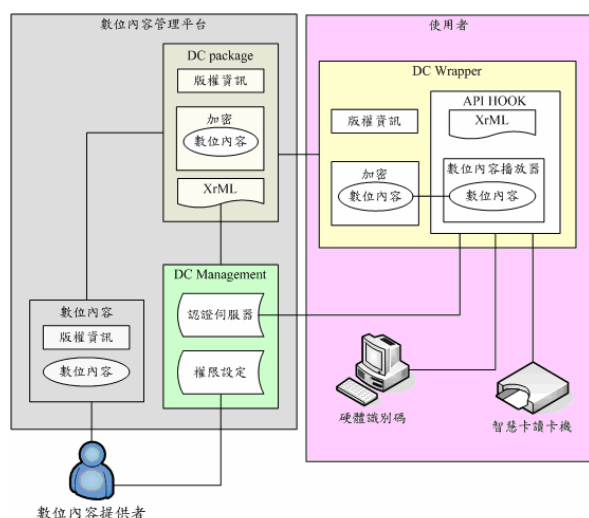 數位內容管理平台
DC package
版權資訊
加密
數位內容
XrML
DC Management
認證伺服器
權限設定
數位內容
版權資訊
數位內容
數位內容提供者
使用者
DC Wrapper
版權資訊
加密
數位內容
API HOOK
XrML
數位內容播放器
數位內容
硬體識別碼
智慧卡讀卡機